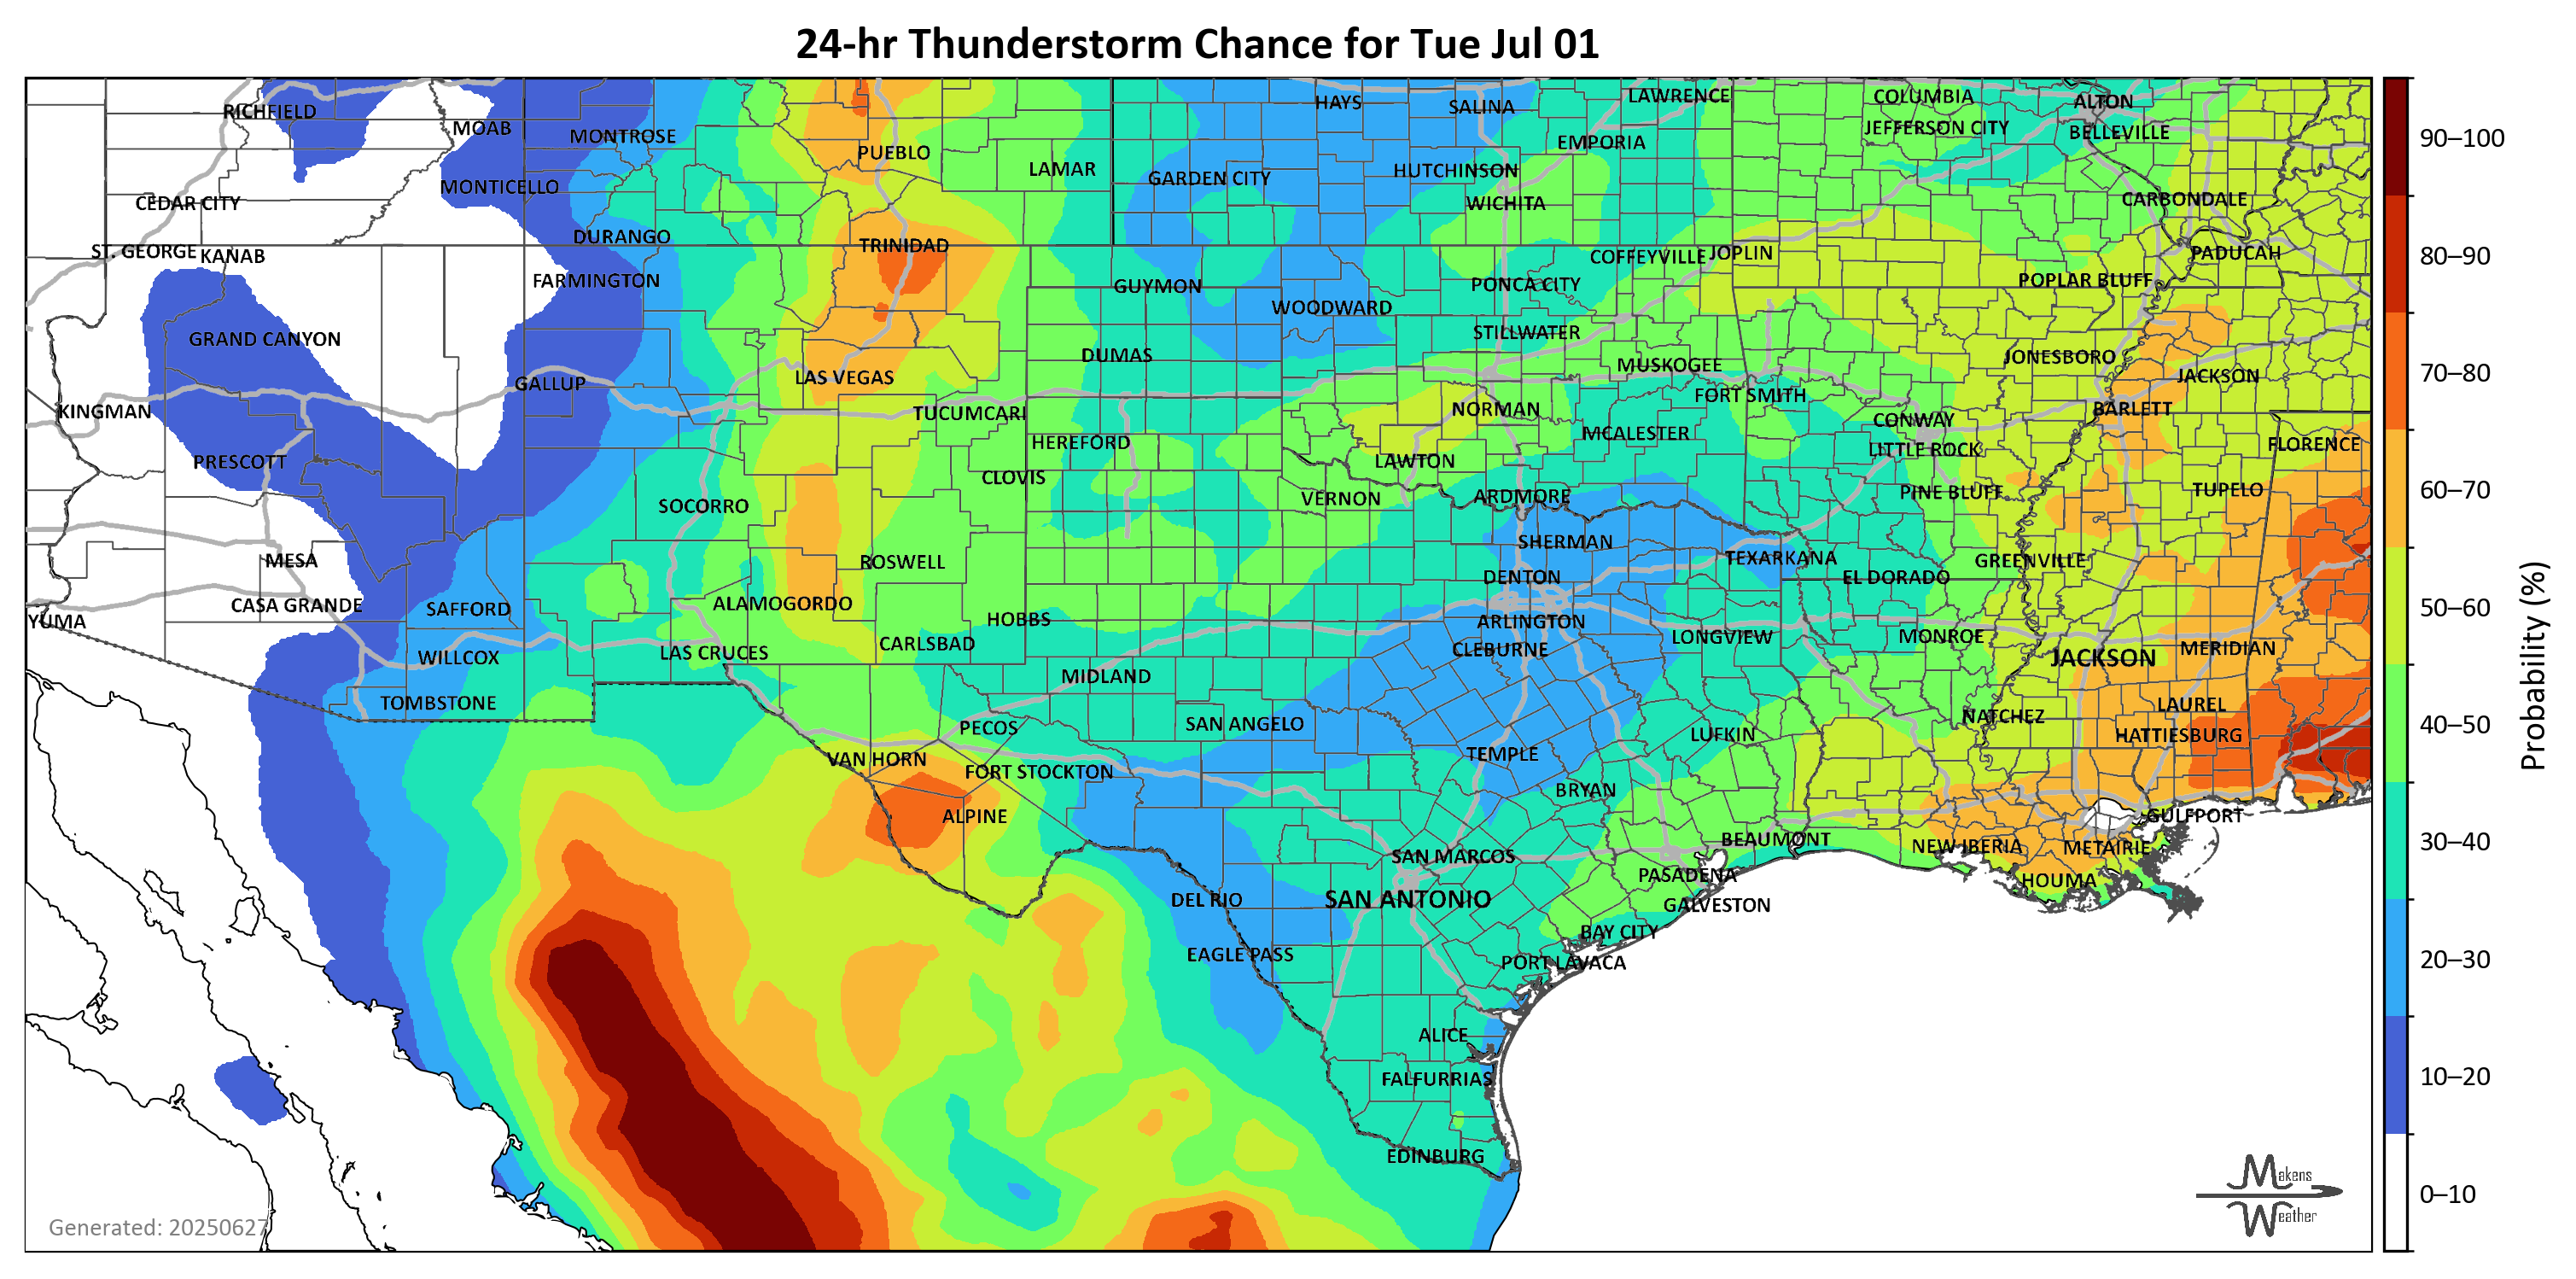 24-hr Thunderstorm Chance for Tue Jul 01
RICHFIELD
MOAB
MONTROSE
PUEBLO
LAMAR
HAYS
SALINA
LAWRENCE
COLUMBIA
ALTON
EMPORIA
JEFFERSON CITY
BELLEVILLE
GARDEN CITY
HUTCHINSON
MONTICELLO
CEDAR CITY
WICHITA
CARBONDALE
DURANGO
TRINIDAD
ST. GEORGE
KANAB
COFFEYVILLE
JOPLIN
PADUCAH
FARMINGTON
GUYMON
PONCA CITY
POPLAR BLUFF
WOODWARD
GRAND CANYON
STILLWATER
DUMAS
JONESBORO
MUSKOGEE
LAS VEGAS
JACKSON
GALLUP
FORT SMITH
KINGMAN
TUCUMCARI
NORMAN
BARLETT
CONWAY
MCALESTER
HEREFORD
FLORENCE
LITTLE ROCK
PRESCOTT
LAWTON
CLOVIS
VERNON
ARDMORE
PINE BLUFF
TUPELO
SOCORRO
SHERMAN
MESA
ROSWELL
TEXARKANA
GREENVILLE
DENTON
EL DORADO
CASA GRANDE
SAFFORD
ALAMOGORDO
YUMA
HOBBS
ARLINGTON
LONGVIEW
MONROE
CARLSBAD
CLEBURNE
MERIDIAN
WILLCOX
LAS CRUCES
JACKSON
MIDLAND
TOMBSTONE
LAUREL
NATCHEZ
PECOS
SAN ANGELO
LUFKIN
HATTIESBURG
VAN HORN
TEMPLE
FORT STOCKTON
BRYAN
ALPINE
GULFPORT
BEAUMONT
NEW IBERIA
METAIRIE
SAN MARCOS
PASADENA
HOUMA
DEL RIO
SAN ANTONIO
GALVESTON
BAY CITY
EAGLE PASS
PORT LAVACA
ALICE
FALFURRIAS
EDINBURG
Generated: 20250627
Makens
Weather
90–100
80–90
70–80
60–70
50–60
40–50
30–40
20–30
10–20
0–10
Probability (%)